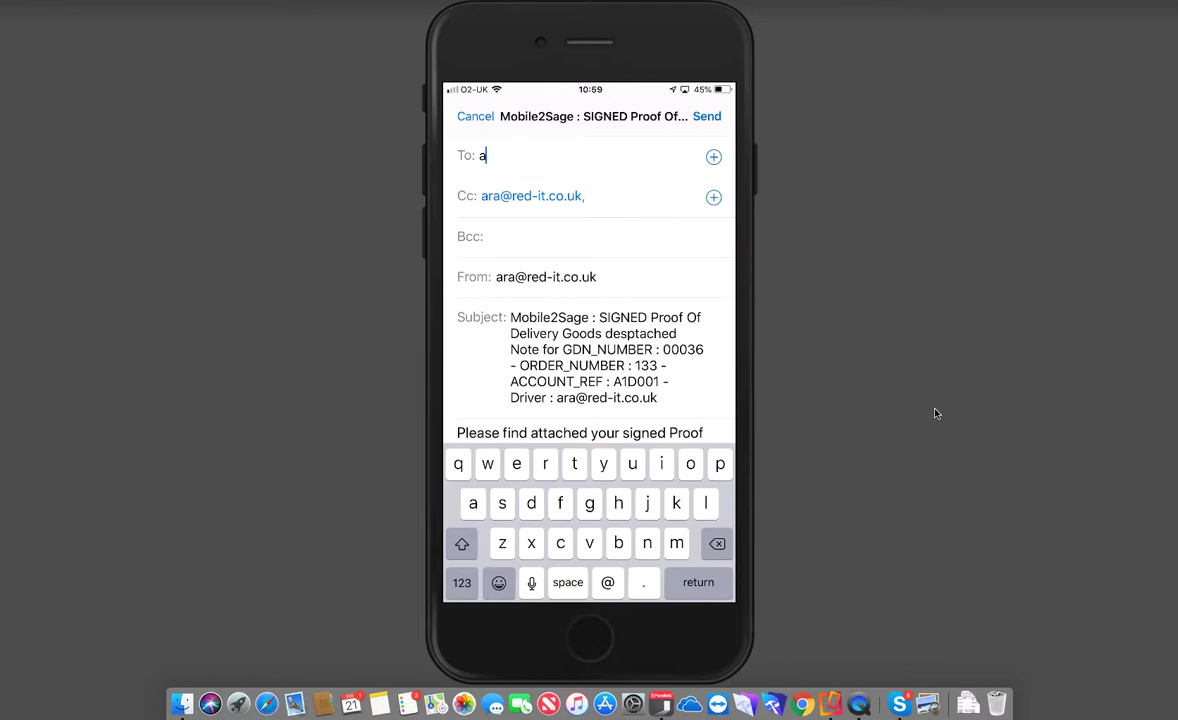 O2-UK 10:59 45%
Cancel Mobile2Sage : SIGNED Proof Of... Send
To: a
Cc: ara@red-it.co.uk,
Bcc:
From: ara@red-it.co.uk
Subject: Mobile2Sage : SIGNED Proof Of
Delivery Goods desptached
Note for GDN_NUMBER : 00036
- ORDER_NUMBER : 133 -
ACCOUNT_REF : A1D001 -
Driver : ara@red-it.co.uk
Please find attached your signed Proof
q w e r t y u i o p
a s d f g h j k l
z x c v b n m
123 space @ . return
21